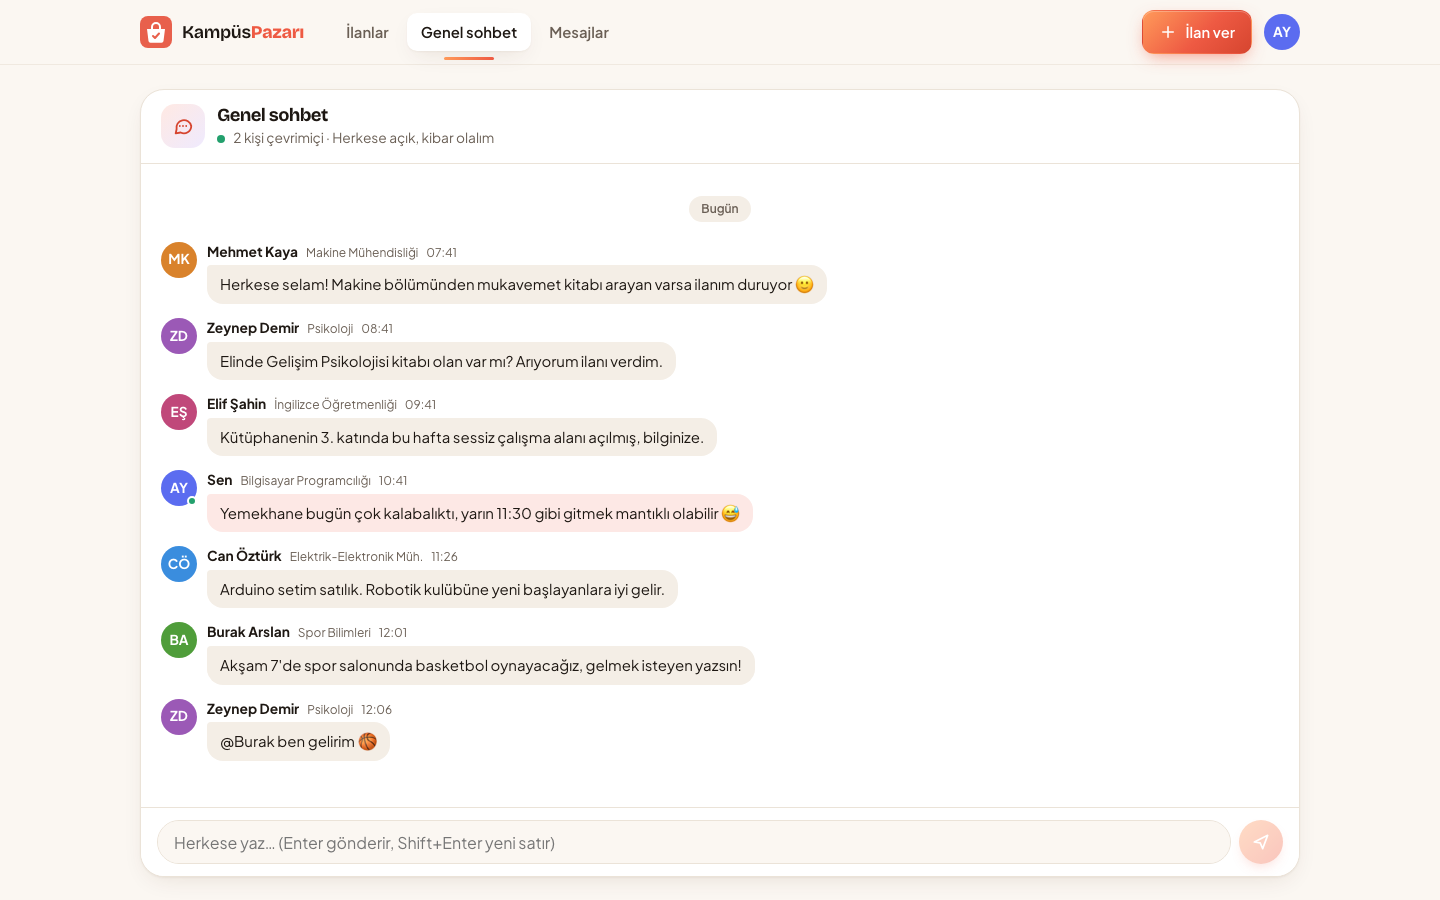 KampüsPazarı
İlanlar
Genel sohbet
Mesajlar
İlan ver
AY
Genel sohbet
2 kişi çevrimiçi · Herkese açık, kibar olalım
Bugün
MK
Mehmet Kaya Makine Mühendisliği 07:41
Herkese selam! Makine bölümünden mukavemet kitabı arayan varsa ilanım duruyor 🙂
ZD
Zeynep Demir Psikoloji 08:41
Elinde Gelişim Psikolojisi kitabı olan var mı? Arıyorum ilanı verdim.
EŞ
Elif Şahin İngilizce Öğretmenliği 09:41
Kütüphanenin 3. katında bu hafta sessiz çalışma alanı açılmış, bilginize.
AY
Sen Bilgisayar Programcılığı 10:41
Yemekhane bugün çok kalabalıktı, yarın 11:30 gibi gitmek mantıklı olabilir 😅
CÖ
Can Öztürk Elektrik-Elektronik Müh. 11:26
Arduino setim satılık. Robotik kulübüne yeni başlayanlara iyi gelir.
BA
Burak Arslan Spor Bilimleri 12:01
Akşam 7'de spor salonunda basketbol oynayacağız, gelmek isteyen yazsın!
ZD
Zeynep Demir Psikoloji 12:06
@Burak ben gelirim 🏀
Herkese yaz… (Enter gönderir, Shift+Enter yeni satır)